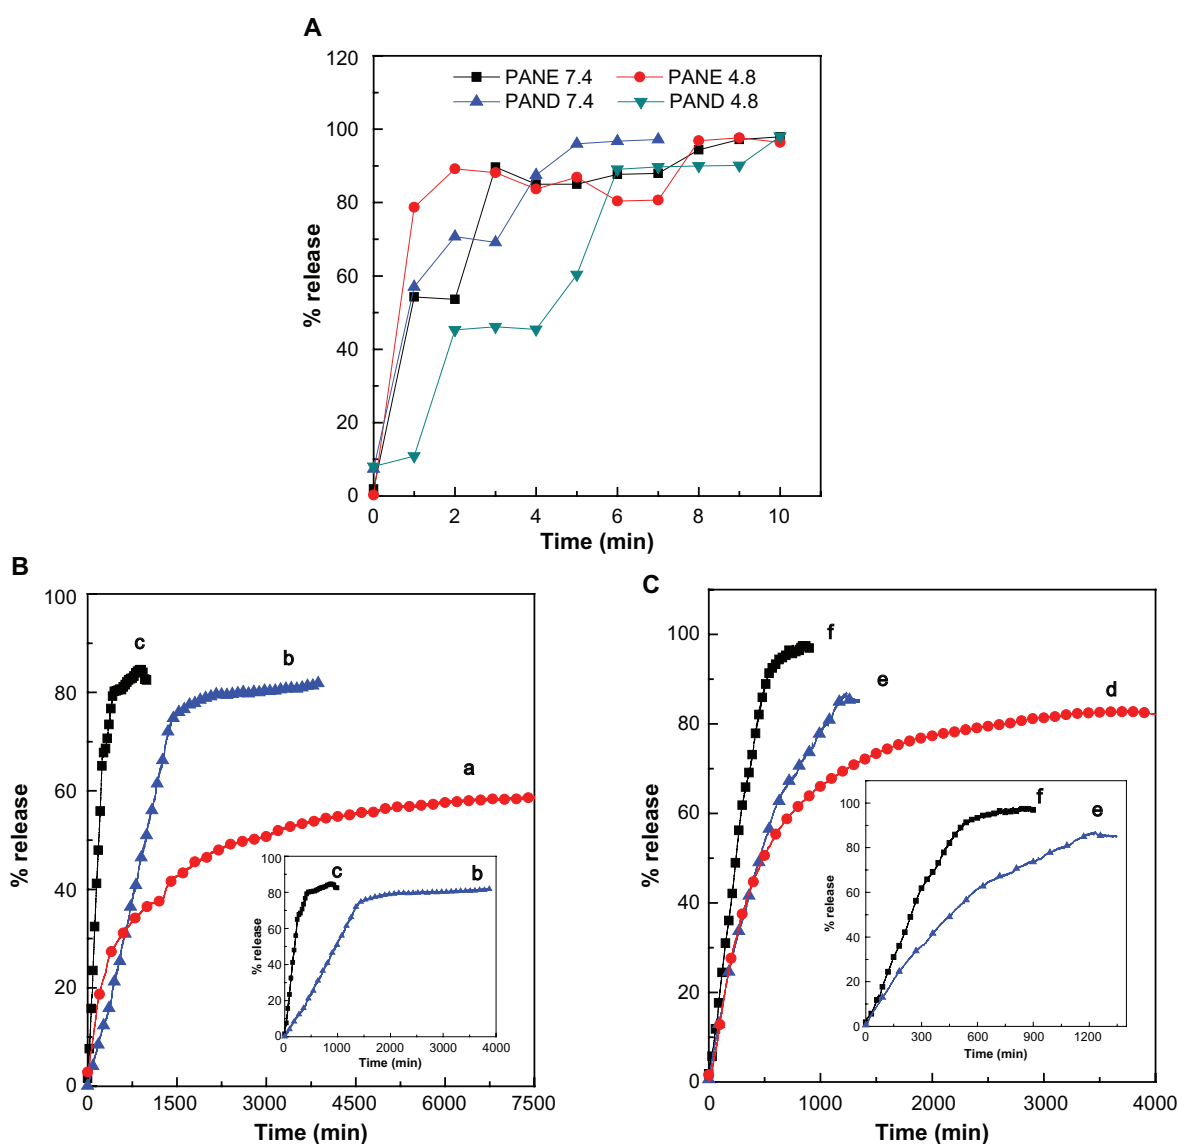 A
120
100
80
60
40
20
0
PANE 7.4 PANE 4.8
PAND 7.4 PAND 4.8
% release
0 2 4 6 8 10
Time (min)
B
100
80
60
40
20
0
% release
c
b
a
0 1500 3000 4500 6000 7500
Time (min)
100
80
60
40
20
0
% release
c
b
0 1000 2000 3000 4000
Time (min)
C
100
80
60
40
20
0
% release
f
e
d
0 1000 2000 3000 4000
Time (min)
120
100
80
60
40
20
0
% release
f
e
0 300 600 900 1200
Time (min)